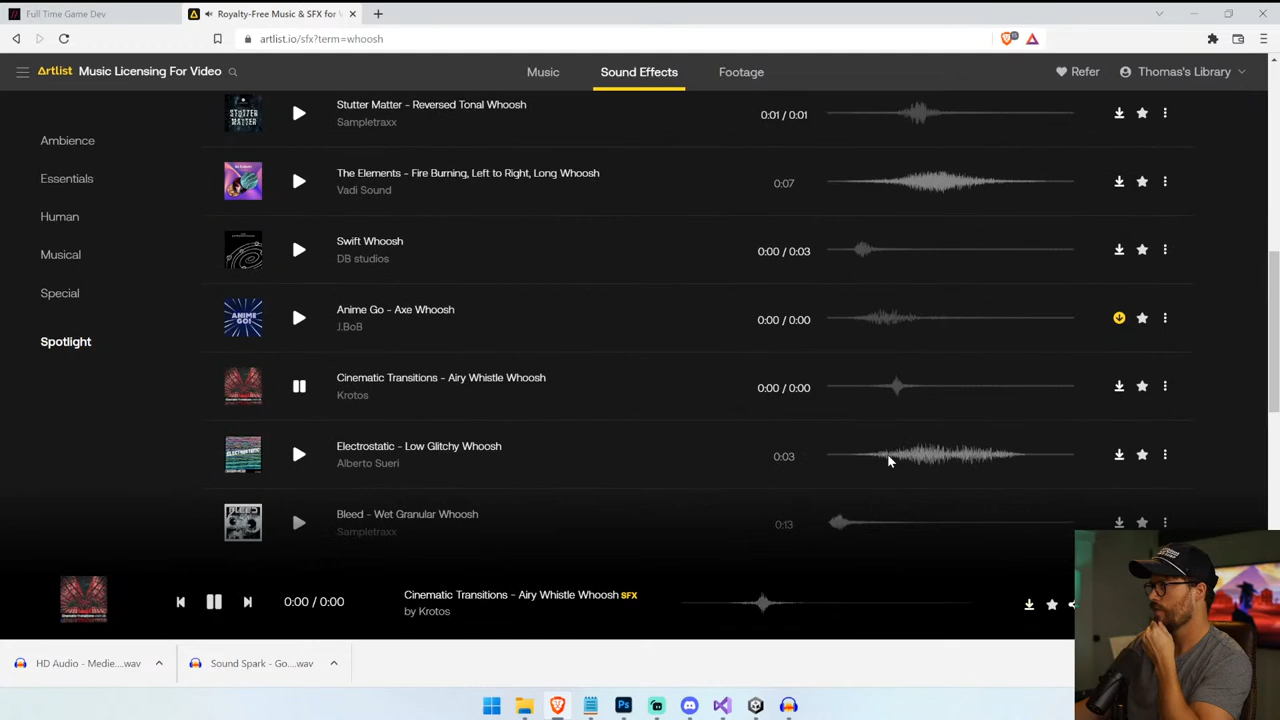 Full Time Game Dev
Royalty-Free Music & SFX for V
artlist.io/sfx?term=whoosh
Artlist Music Licensing For Video
Music
Sound Effects
Footage
Refer
Thomas's Library
Ambience
Essentials
Human
Musical
Special
Spotlight
Stutter Matter - Reversed Tonal Whoosh
Sampletraxx
0:01 / 0:01
The Elements - Fire Burning, Left to Right, Long Whoosh
Vadi Sound
0:07
Swift Whoosh
DB studios
0:00 / 0:03
ANIME GO!
Anime Go - Axe Whoosh
J.BoB
0:00 / 0:00
Cinematic Transitions - Airy Whistle Whoosh
Krotos
0:00 / 0:00
ELECTROSTATIC
Electrostatic - Low Glitchy Whoosh
Alberto Sueri
0:03
Bleed - Wet Granular Whoosh
Sampletraxx
0:13
0:00 / 0:00
Cinematic Transitions - Airy Whistle Whoosh SFX
by Krotos
HD Audio - Medie....wav
Sound Spark - Go....wav
Ps